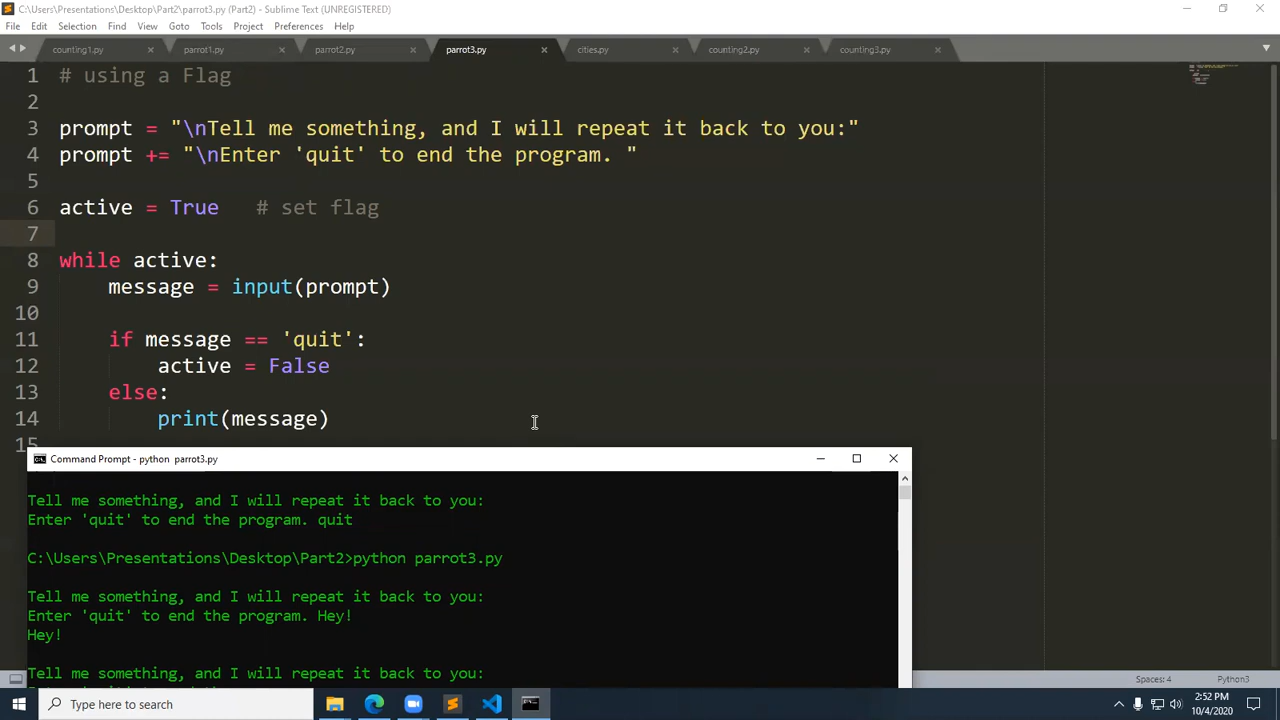 C:\Users\Presentations\Desktop\Part2\parrot3.py (Part2) - Sublime Text (UNREGISTERED)
File Edit Selection Find View Goto Tools Project Preferences Help
counting1.py parrot1.py parrot2.py parrot3.py cities.py counting2.py counting3.py
1 # using a Flag
2
3 prompt = "\nTell me something, and I will repeat it back to you:"
4 prompt += "\nEnter 'quit' to end the program. "
5
6 active = True # set flag
7
8 while active:
9 message = input(prompt)
10
11 if message == 'quit':
12 active = False
13 else:
14 print(message)
15
Command Prompt - python parrot3.py
Tell me something, and I will repeat it back to you:
Enter 'quit' to end the program. quit
C:\Users\Presentations\Desktop\Part2>python parrot3.py
Tell me something, and I will repeat it back to you:
Enter 'quit' to end the program. Hey!
Hey!
Tell me something, and I will repeat it back to you:
Spaces: 4 Python3
Type here to search
2:52 PM
10/4/2020